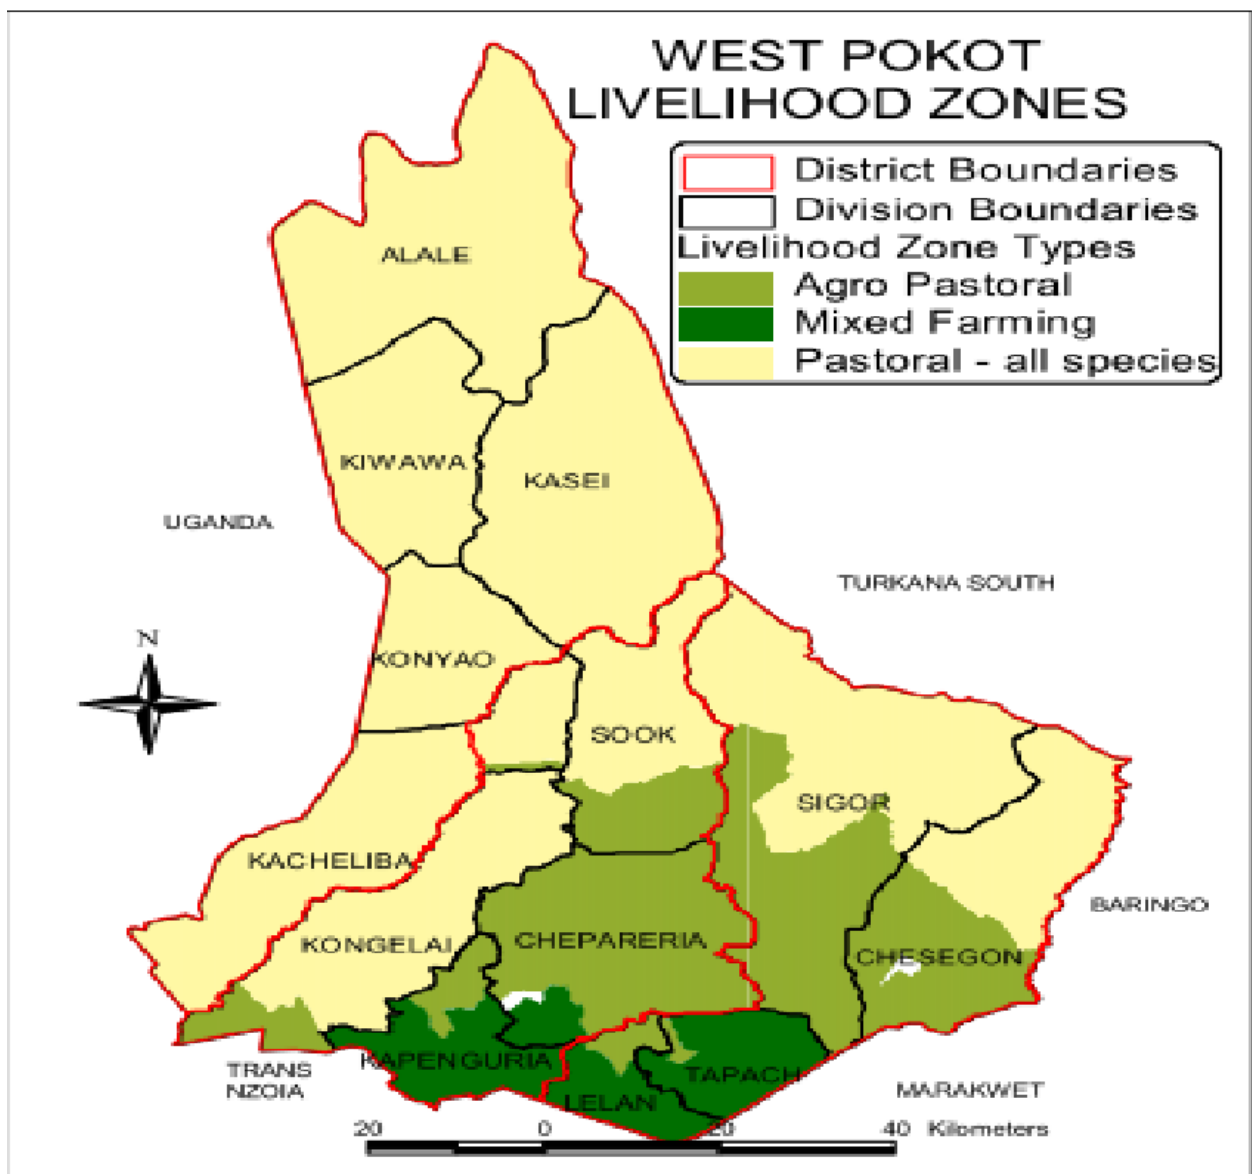 WEST POKOT
LIVELIHOOD ZONES
District Boundaries
Division Boundaries
Livelihood Zone Types
Agro Pastoral
Mixed Farming
Pastoral - all species
ALALE
KIWAWA
KASEI
UGANDA
TURKANA SOUTH
N
KONYAO
SOOK
SIGOR
KACHELIBA
BARINGO
KONGELAI
CHEPARERIA
CHESEGON
TRANS
NZOIA
KAPENGURIA
TAPACH
LELAN
MARAKWET
20 0 20 40 Kilometers